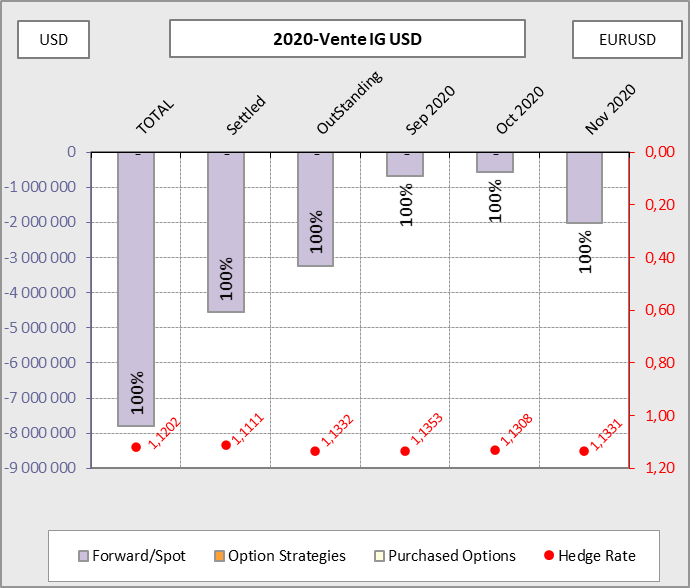 USD
2020-Vente IG USD
EURUSD
TOTAL
Settled
OutStanding
Sep 2020
Oct 2020
Nov 2020
0
-1 000 000
-2 000 000
-3 000 000
-4 000 000
-5 000 000
-6 000 000
-7 000 000
-8 000 000
-9 000 000
0,00
0,20
0,40
0,60
0,80
1,00
1,20
-
-
-
-
-
100%
100%
100%
100%
100%
100%
1,1202
1,1111
1,1332
1,1353
1,1308
1,1331
Forward/Spot
Option Strategies
Purchased Options
Hedge Rate